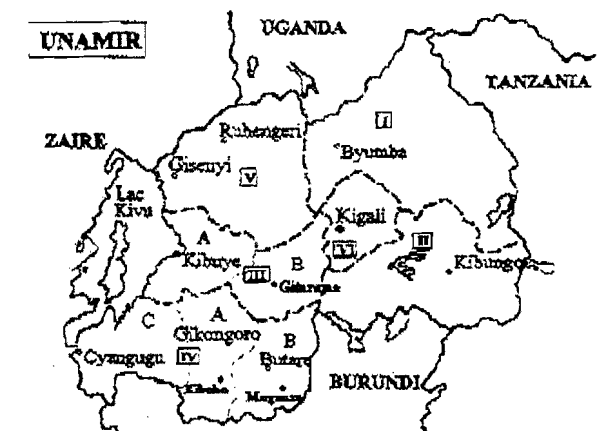 UGANDA
UNAMIR
TANZANIA
I
Ruhengeri
ZAIRE
Byumba
Gisenyi
V
Lac
Kivu
Kigali
A
II
VI
Kibuye
B
Kibungo
III
Gitarama
C
A
Gikongoro
B
Cyangugu
IV
Butare
BURUNDI